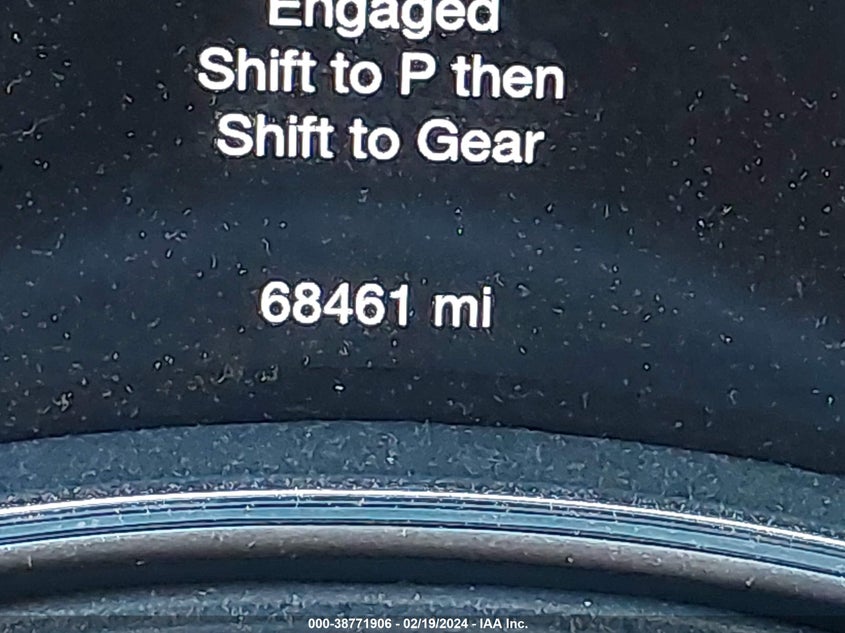 Engaged
Shift to P then
Shift to Gear
68461 mi
000-38771906 - 02/19/2024 - IAA Inc.